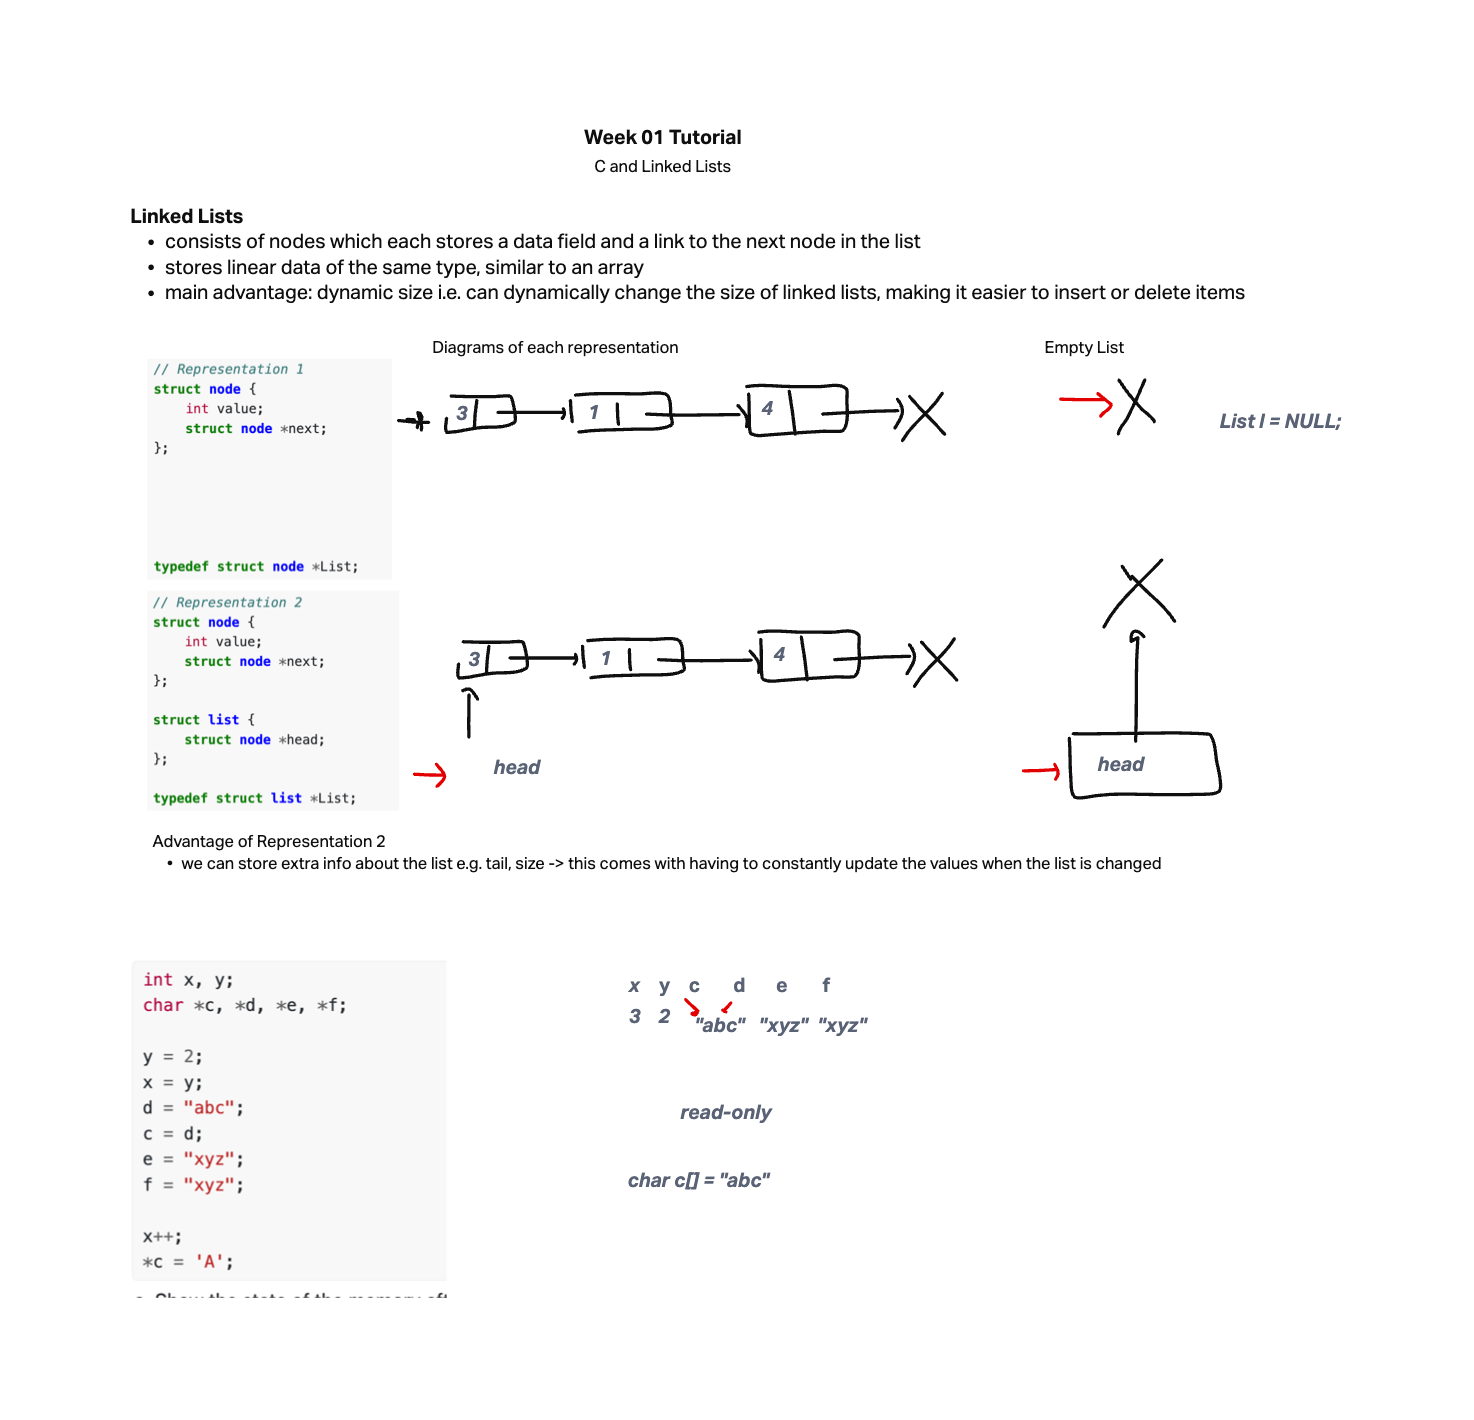 Week 01 Tutorial
C and Linked Lists
Linked Lists
• consists of nodes which each stores a data field and a link to the next node in the list
• stores linear data of the same type, similar to an array
• main advantage: dynamic size i.e. can dynamically change the size of linked lists, making it easier to insert or delete items
Diagrams of each representation
Empty List
// Representation 1
struct node {
int value;
struct node *next;
};
typedef struct node *List;
3 1 4
List l = NULL;
// Representation 2
struct node {
int value;
struct node *next;
};
struct list {
struct node *head;
};
typedef struct list *List;
3 1 4
head
head
Advantage of Representation 2
• we can store extra info about the list e.g. tail, size -> this comes with having to constantly update the values when the list is changed
int x, y;
char *c, *d, *e, *f;
y = 2;
x = y;
d = "abc";
c = d;
e = "xyz";
f = "xyz";
x++;
*c = 'A';
x y c d e f
3 2 "abc" "xyz" "xyz"
read-only
char c[] = "abc"